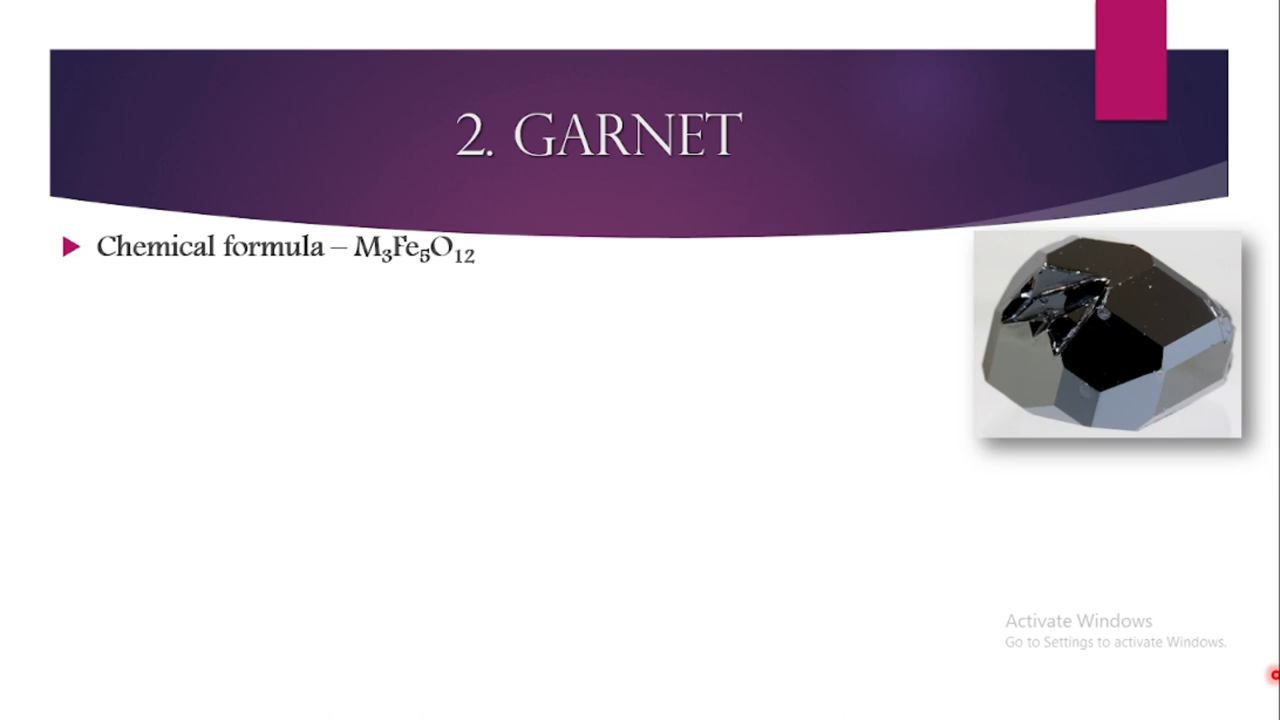 2. GARNET
Chemical formula – M₃Fe₅O₁₂
Activate Windows
Go to Settings to activate Windows.